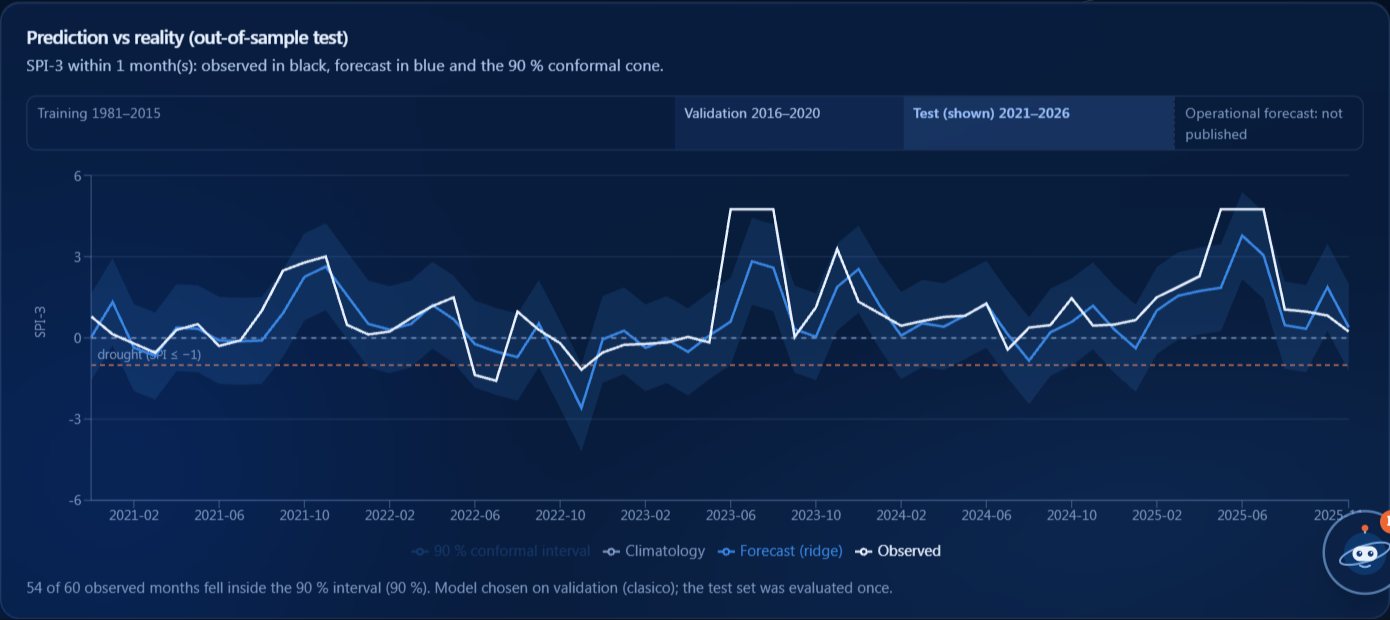 Prediction vs reality (out-of-sample test)
SPI-3 within 1 month(s): observed in black, forecast in blue and the 90 % conformal cone.
Training 1981–2015
Validation 2016–2020
Test (shown) 2021–2026
Operational forecast: not
published
6
3
0
-3
-6
SPI-3
drought (SPI ≤ −1)
2021-02 2021-06 2021-10 2022-02 2022-06 2022-10 2023-02 2023-06 2023-10 2024-02 2024-06 2024-10 2025-02 2025-06
90 % conformal interval Climatology Forecast (ridge) Observed
54 of 60 observed months fell inside the 90 % interval (90 %). Model chosen on validation (clasico); the test set was evaluated once.